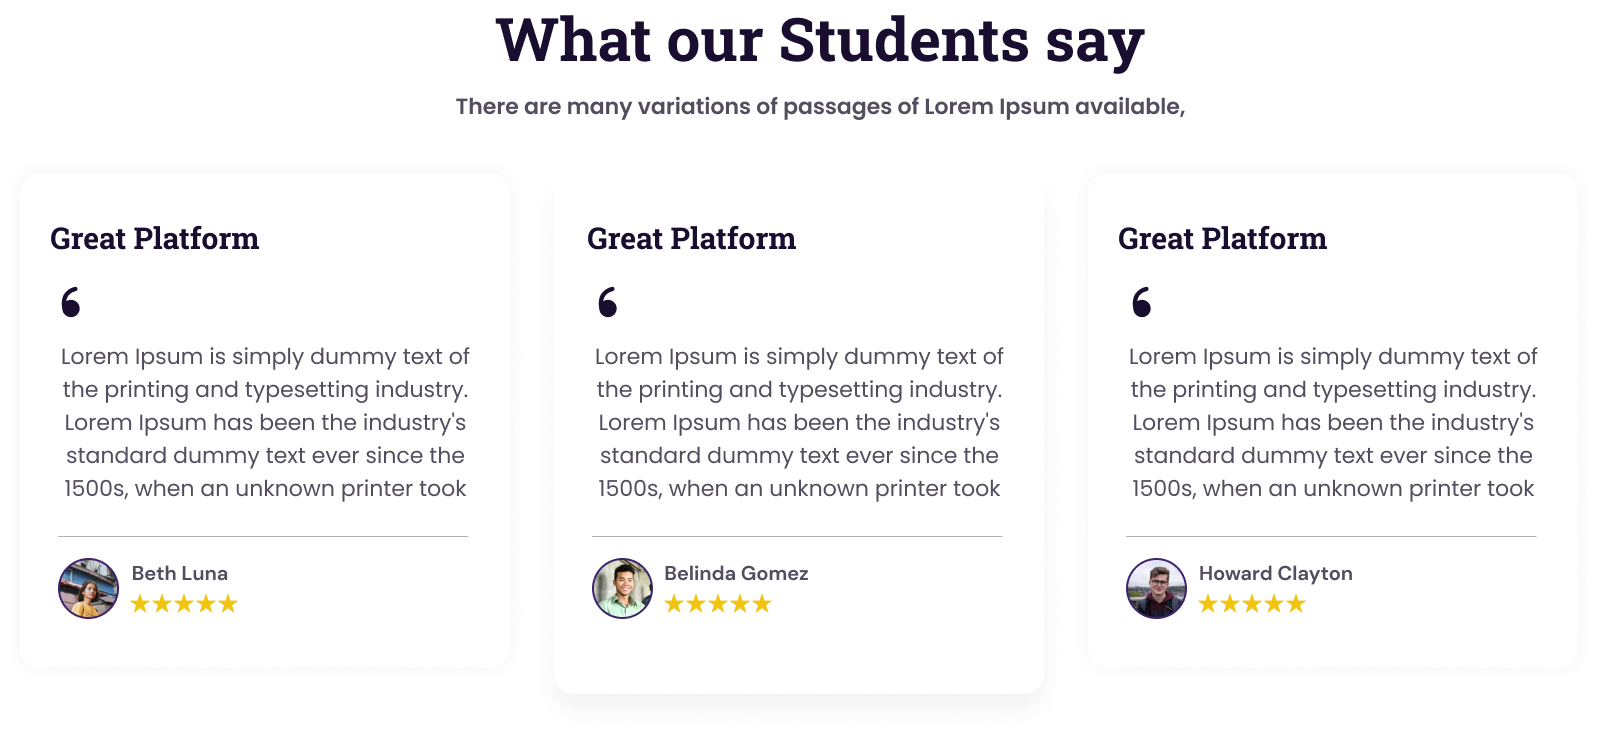 What our Students say
There are many variations of passages of Lorem Ipsum available,
Great Platform
Lorem Ipsum is simply dummy text of
the printing and typesetting industry.
Lorem Ipsum has been the industry's
standard dummy text ever since the
1500s, when an unknown printer took
Beth Luna
Great Platform
Lorem Ipsum is simply dummy text of
the printing and typesetting industry.
Lorem Ipsum has been the industry's
standard dummy text ever since the
1500s, when an unknown printer took
Belinda Gomez
Great Platform
Lorem Ipsum is simply dummy text of
the printing and typesetting industry.
Lorem Ipsum has been the industry's
standard dummy text ever since the
1500s, when an unknown printer took
Howard Clayton